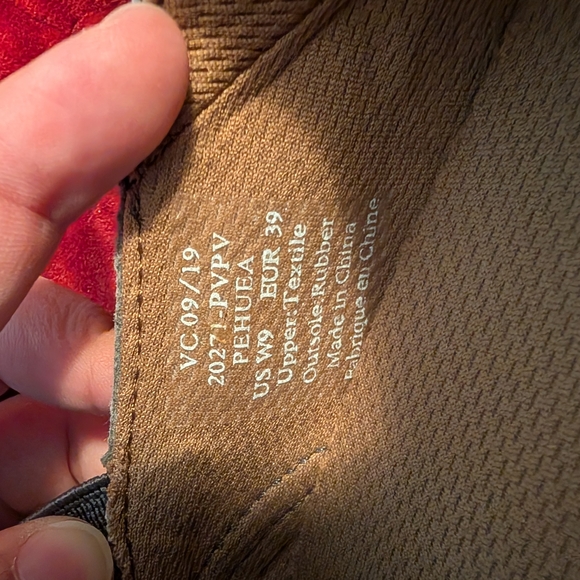 VC.09/19
20271-PVPV
PEHUEA
US W9 EUR 39
Upper:Textile
Outsole:Rubber
Made in China
Fabrique en Chine